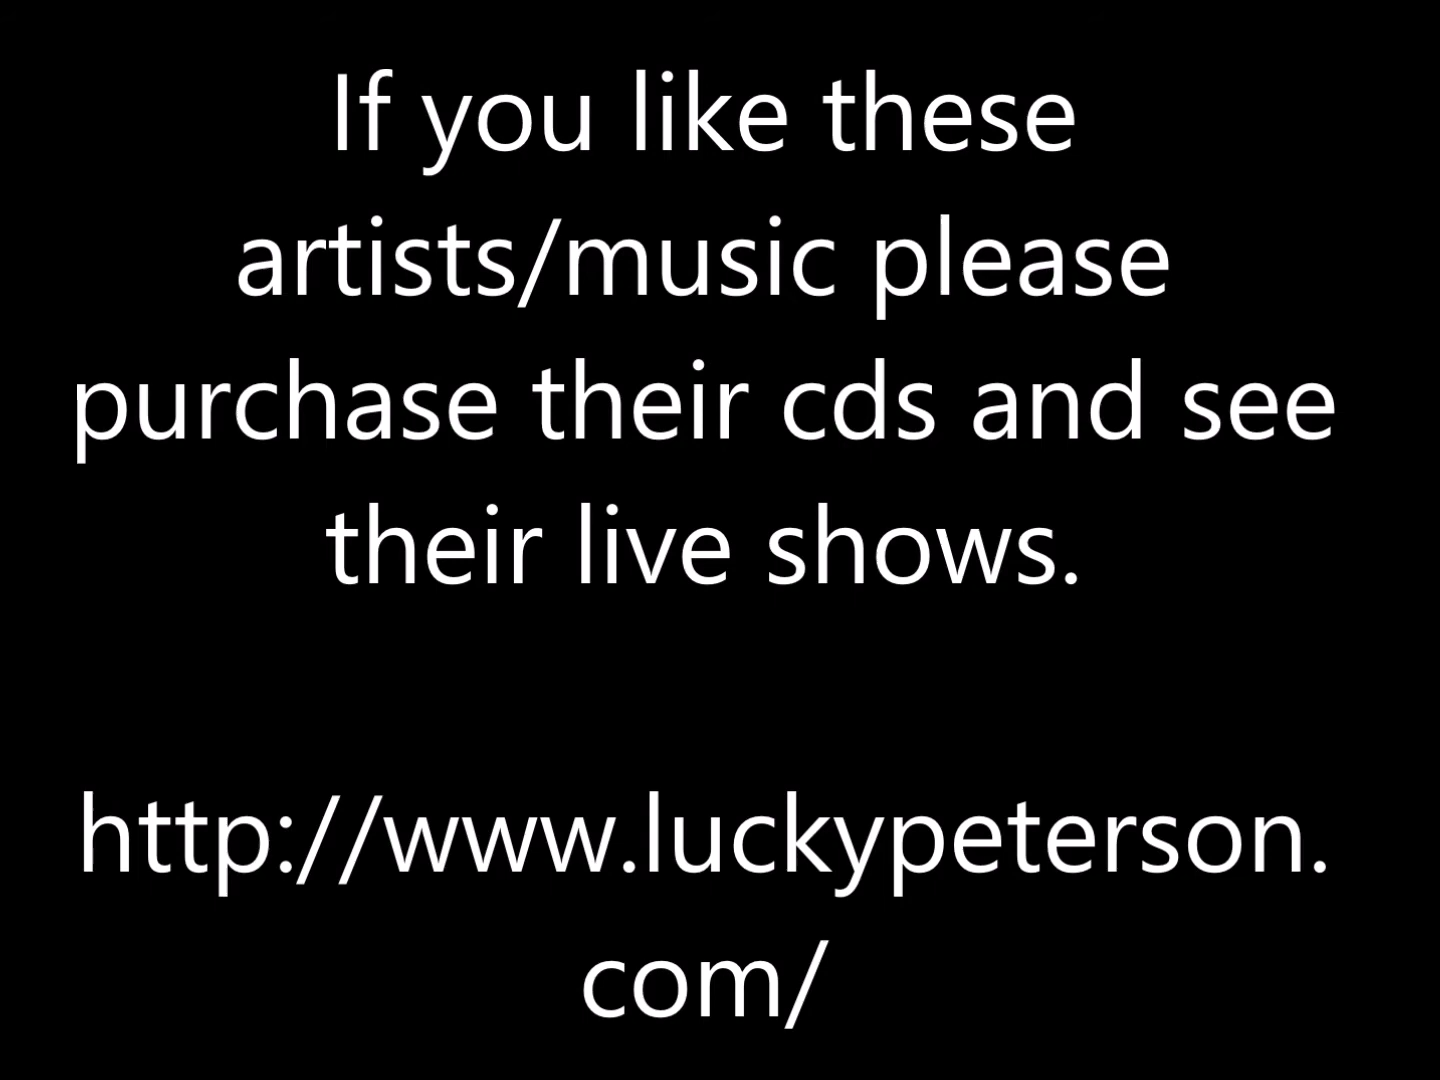 If you like these
artists/music please
purchase their cds and see
their live shows.
http://www.luckypeterson.
com/